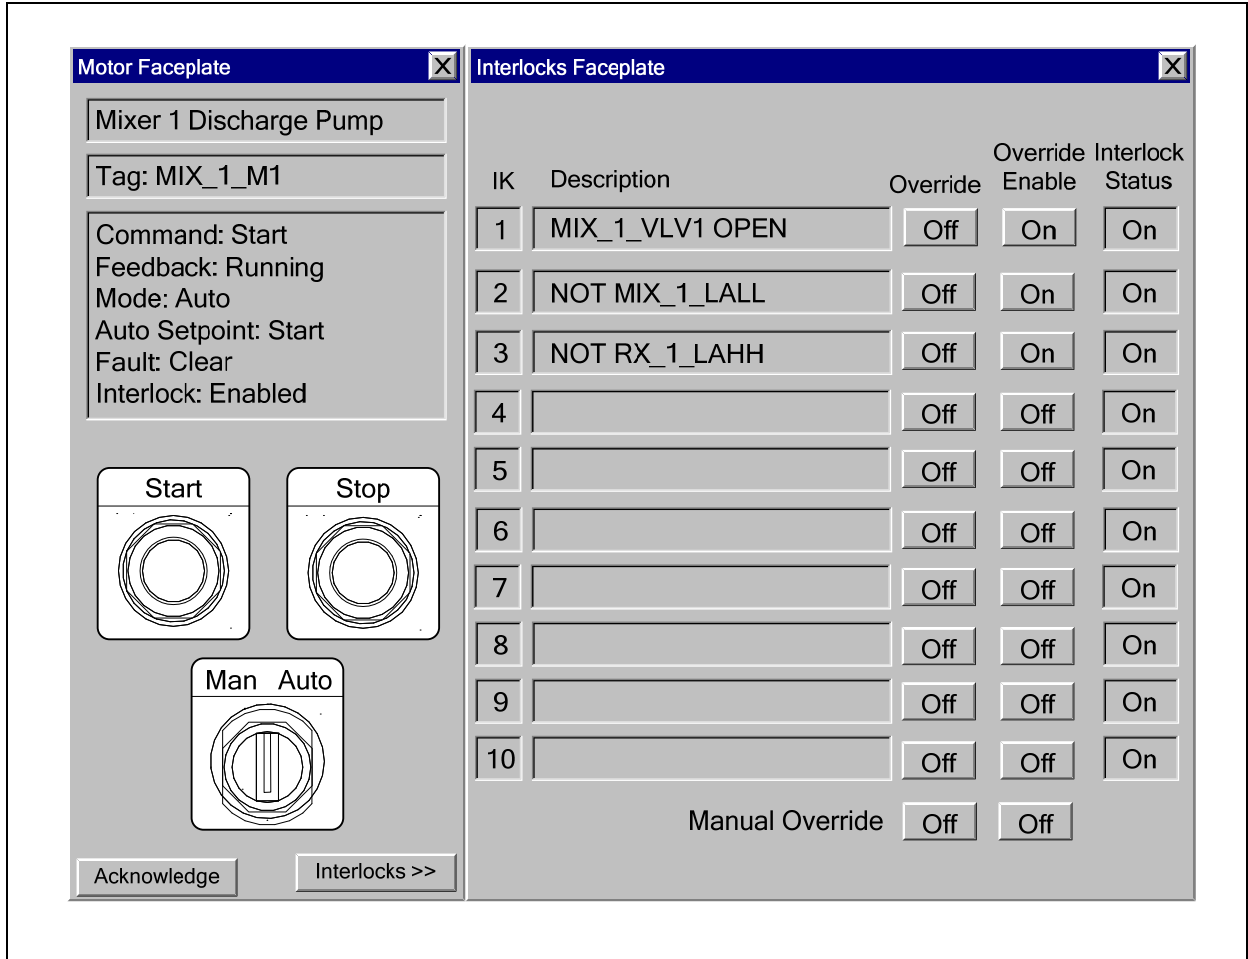 Motor Faceplate X
Mixer 1 Discharge Pump
Tag: MIX_1_M1
Command: Start
Feedback: Running
Mode: Auto
Auto Setpoint: Start
Fault: Clear
Interlock: Enabled
Start Stop
Man Auto
Acknowledge Interlocks >>
Interlocks Faceplate X
IK Description Override Override Enable Interlock Status
1 MIX_1_VLV1 OPEN Off On On
2 NOT MIX_1_LALL Off On On
3 NOT RX_1_LAHH Off On On
4 Off Off On
5 Off Off On
6 Off Off On
7 Off Off On
8 Off Off On
9 Off Off On
10 Off Off On
Manual Override Off Off